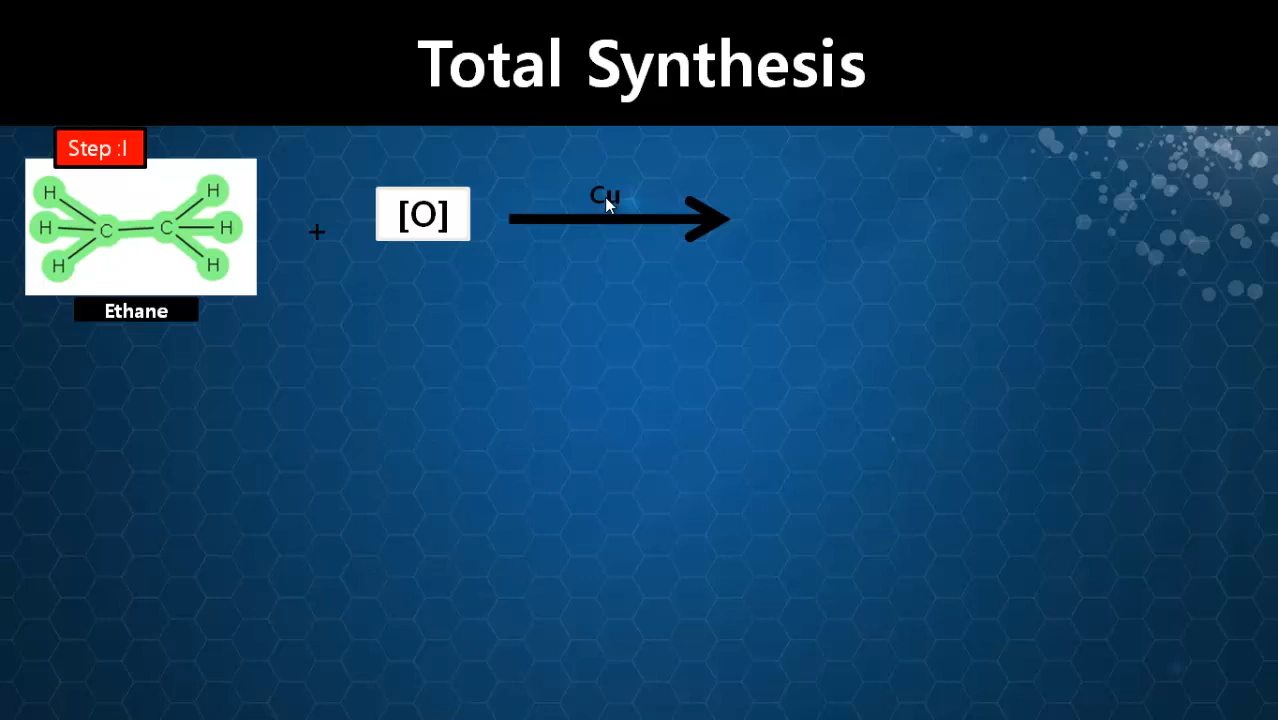 Total Synthesis
Step :I
H H
H C C H
H H
+ [O] Cu
Ethane